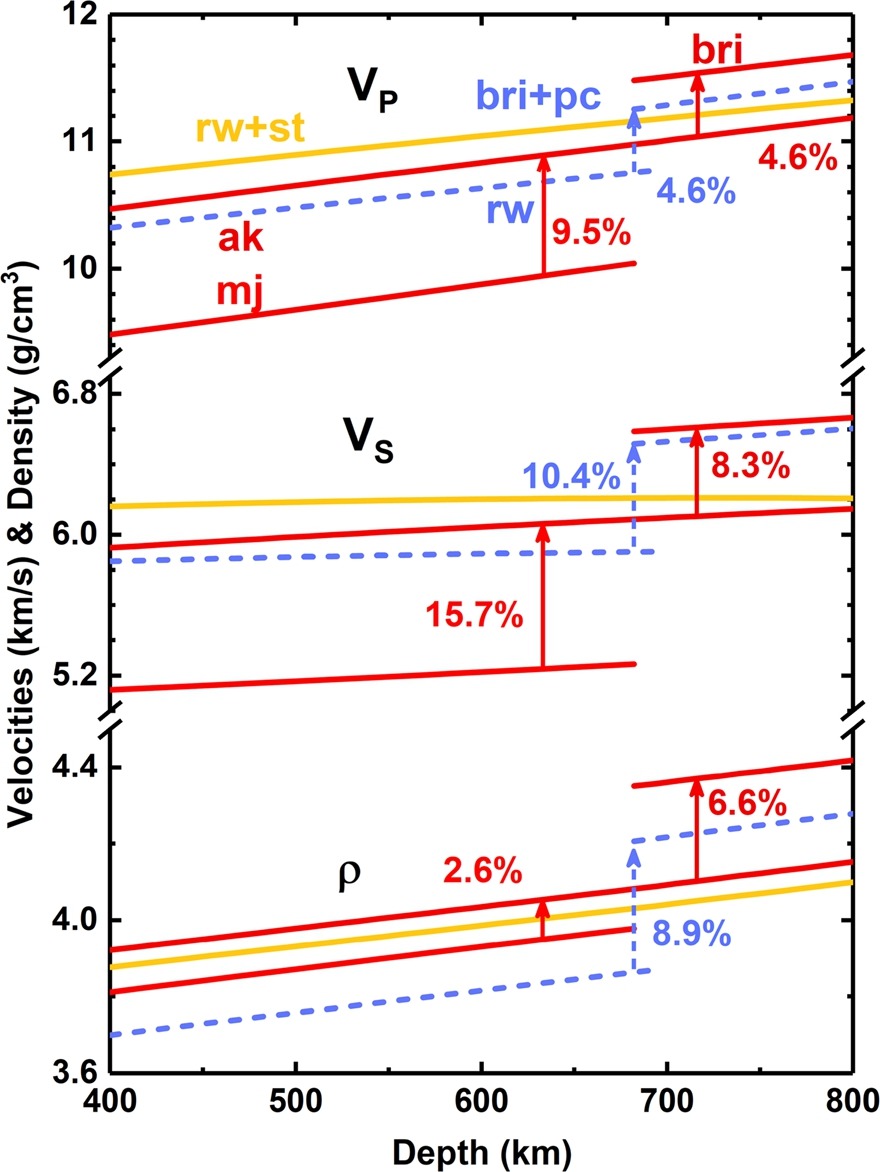 12
bri
V_P
bri+pc
rw+st
11
4.6%
4.6%
rw
9.5%
ak
10
mj
6.8
V_S
10.4%
8.3%
6.0
15.7%
5.2
4.4
6.6%
2.6%
ρ
4.0
8.9%
3.6
400
500
600
700
800
Depth (km)
Velocities (km/s) & Density (g/cm³)